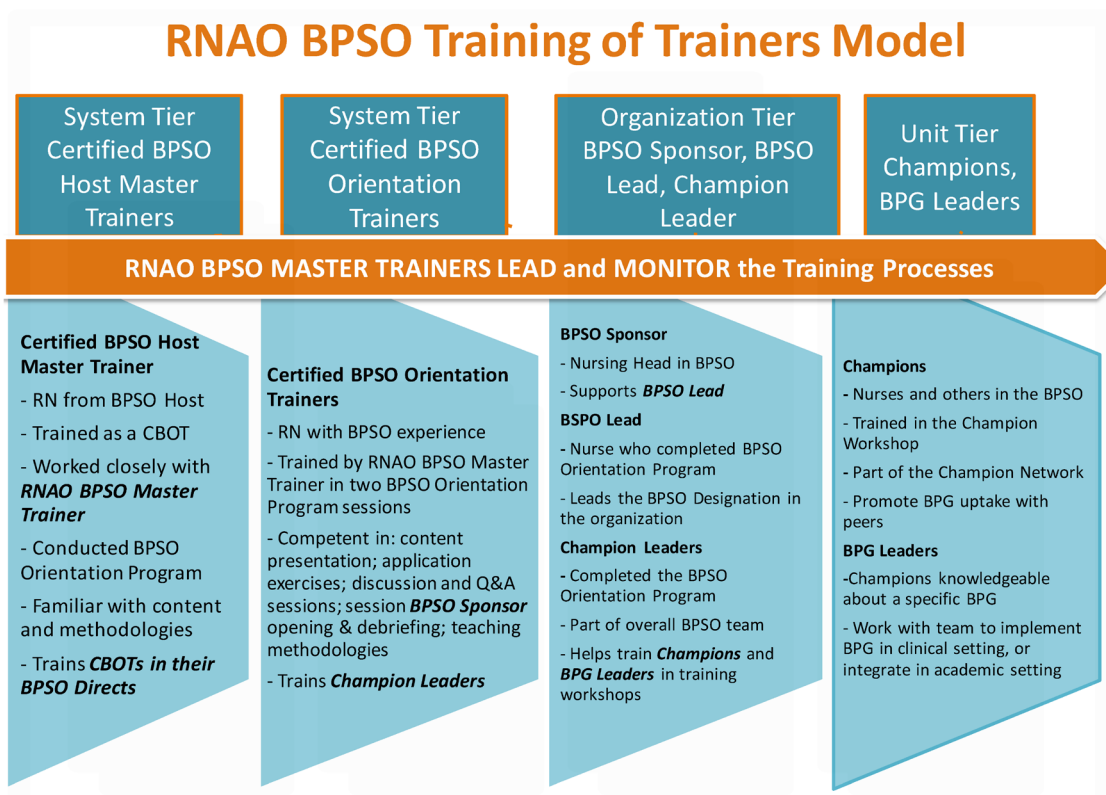 RNAO BPSO Training of Trainers Model
System Tier
Certified BPSO
Host Master
Trainers
System Tier
Certified BPSO
Orientation
Trainers
Organization Tier
BPSO Sponsor, BPSO
Lead, Champion
Leader
Unit Tier
Champions,
BPG Leaders
RNAO BPSO MASTER TRAINERS LEAD and MONITOR the Training Processes
Certified BPSO Host
Master Trainer
- RN from BPSO Host
- Trained as a CBOT
- Worked closely with
RNAO BPSO Master
Trainer
- Conducted BPSO
Orientation Program
- Familiar with content
and methodologies
- Trains CBOTs in their
BPSO Directs
Certified BPSO Orientation
Trainers
- RN with BPSO experience
- Trained by RNAO BPSO Master
Trainer in two BPSO Orientation
Program sessions
- Competent in: content
presentation; application
exercises; discussion and Q&A
sessions; session BPSO Sponsor
opening & debriefing; teaching
methodologies
- Trains Champion Leaders
BPSO Sponsor
- Nursing Head in BPSO
- Supports BPSO Lead
BSPO Lead
- Nurse who completed BPSO
Orientation Program
- Leads the BPSO Designation in
the organization
Champion Leaders
- Completed the BPSO
Orientation Program
- Part of overall BPSO team
- Helps train Champions and
BPG Leaders in training
workshops
Champions
- Nurses and others in the BPSO
- Trained in the Champion
Workshop
- Part of the Champion Network
- Promote BPG uptake with
peers
BPG Leaders
-Champions knowledgeable
about a specific BPG
- Work with team to implement
BPG in clinical setting, or
integrate in academic setting